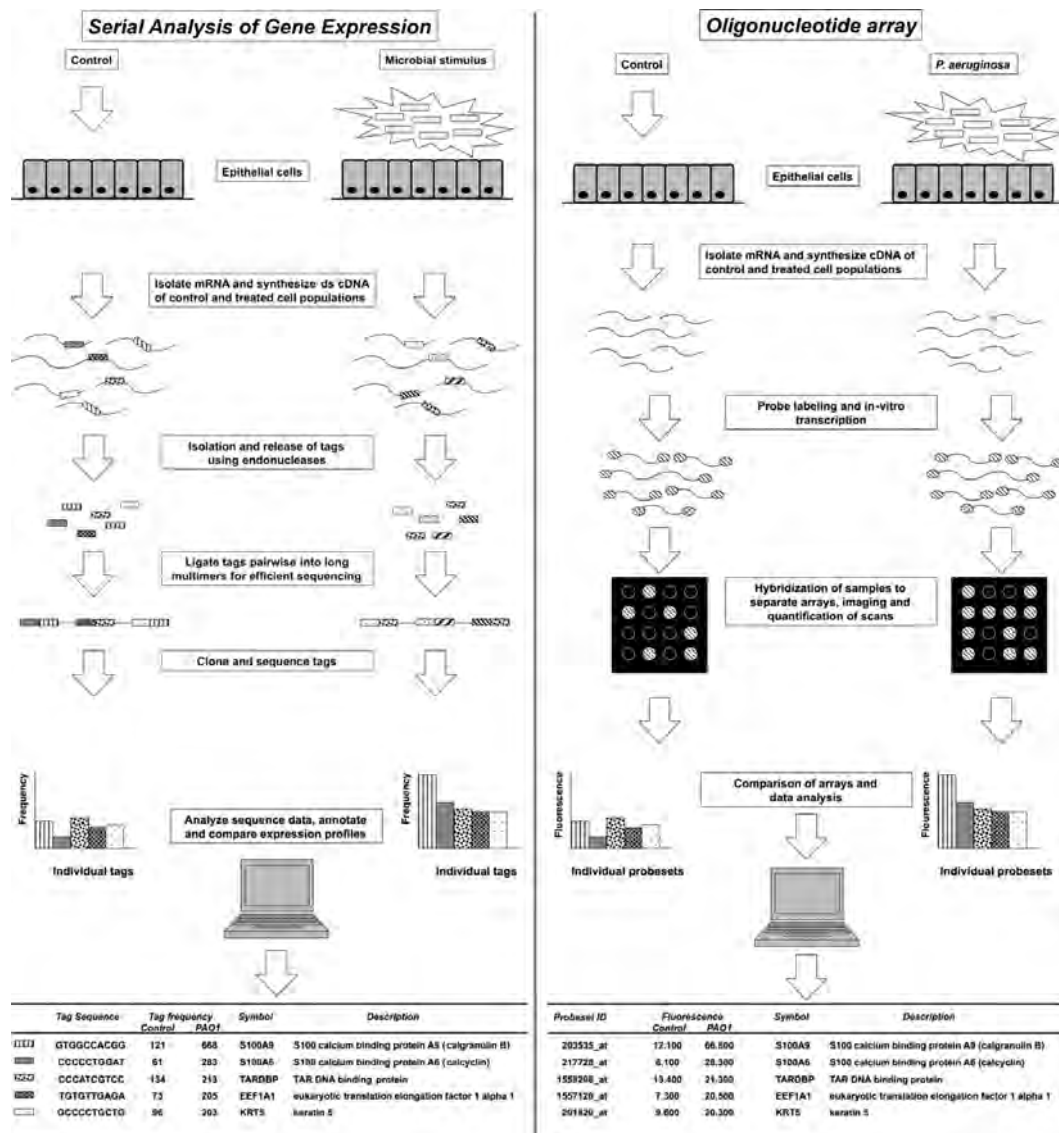 Serial Analysis of Gene Expression
Control
Microbial stimulus
Epithelial cells
Isolate mRNA and synthesize ds cDNA
of control and treated cell populations
Isolation and release of tags
using endonucleases
Ligate tags pairwise into long
multimers for efficient sequencing
Clone and sequence tags
Frequency
Individual tags
Analyze sequence data, annotate
and compare expression profiles
Frequency
Individual tags
Tag Sequence Tag frequency Symbol Description
Control PAO1
GTGGCCACGG 121 668 S100A9 S100 calcium binding protein A9 (calgranulin B)
CCCCCTGGAT 61 283 S100A6 S100 calcium binding protein A6 (calcyclin)
CCCATCGTCC 134 213 TARDBP TAR DNA binding protein
TGTGTTGAGA 73 205 EEF1A1 eukaryotic translation elongation factor 1 alpha 1
GCCCCTGCTG 96 203 KRT5 keratin 5
Oligonucleotide array
Control
P. aeruginosa
Epithelial cells
Isolate mRNA and synthesize cDNA of
control and treated cell populations
Probe labeling and in-vitro
transcription
Hybridization of samples to
separate arrays, imaging and
quantification of scans
Fluorescence
Individual probesets
Comparison of arrays and
data analysis
Fluorescence
Individual probesets
Probeset ID Fluorescence Symbol Description
Control PAO1
203535_at 12.100 66.800 S100A9 S100 calcium binding protein A9 (calgranulin B)
217728_at 6.100 28.300 S100A6 S100 calcium binding protein A6 (calcyclin)
13.400 21.300 TARDBP TAR DNA binding protein
7.300 20.500 EEF1A1 eukaryotic translation elongation factor 1 alpha 1
201820_at 9.600 20.300 KRT5 keratin 5